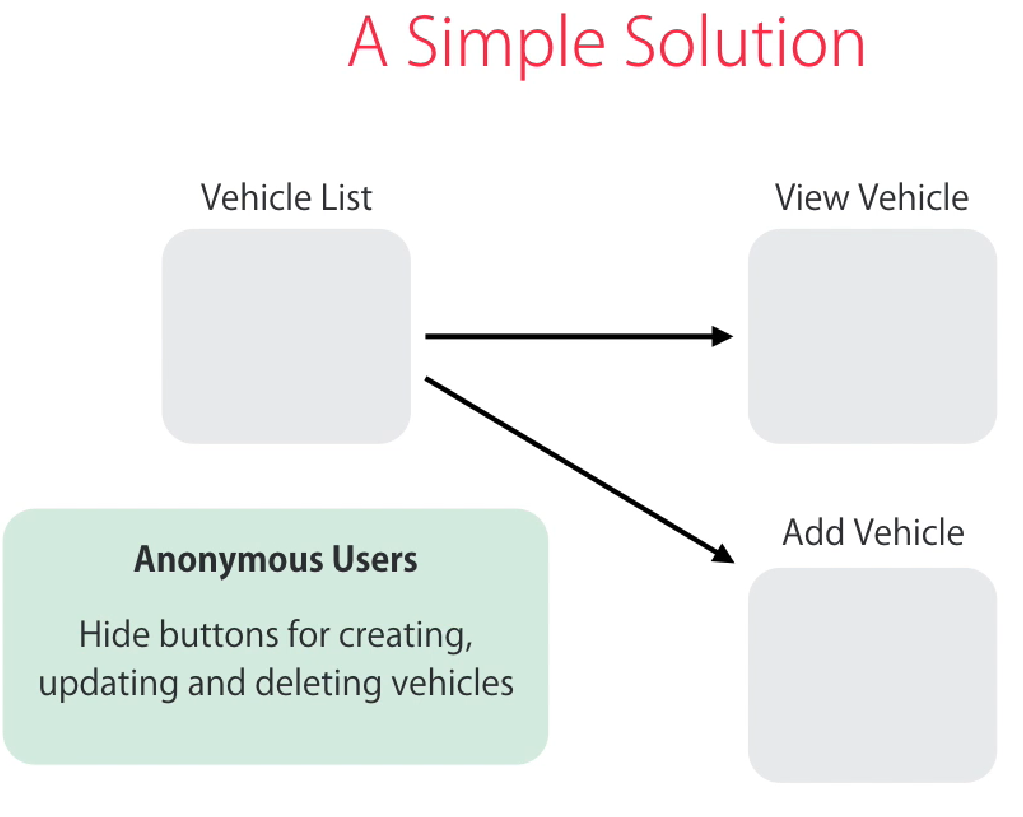 A Simple Solution
Vehicle List
View Vehicle
Anonymous Users
Hide buttons for creating,
updating and deleting vehicles
Add Vehicle